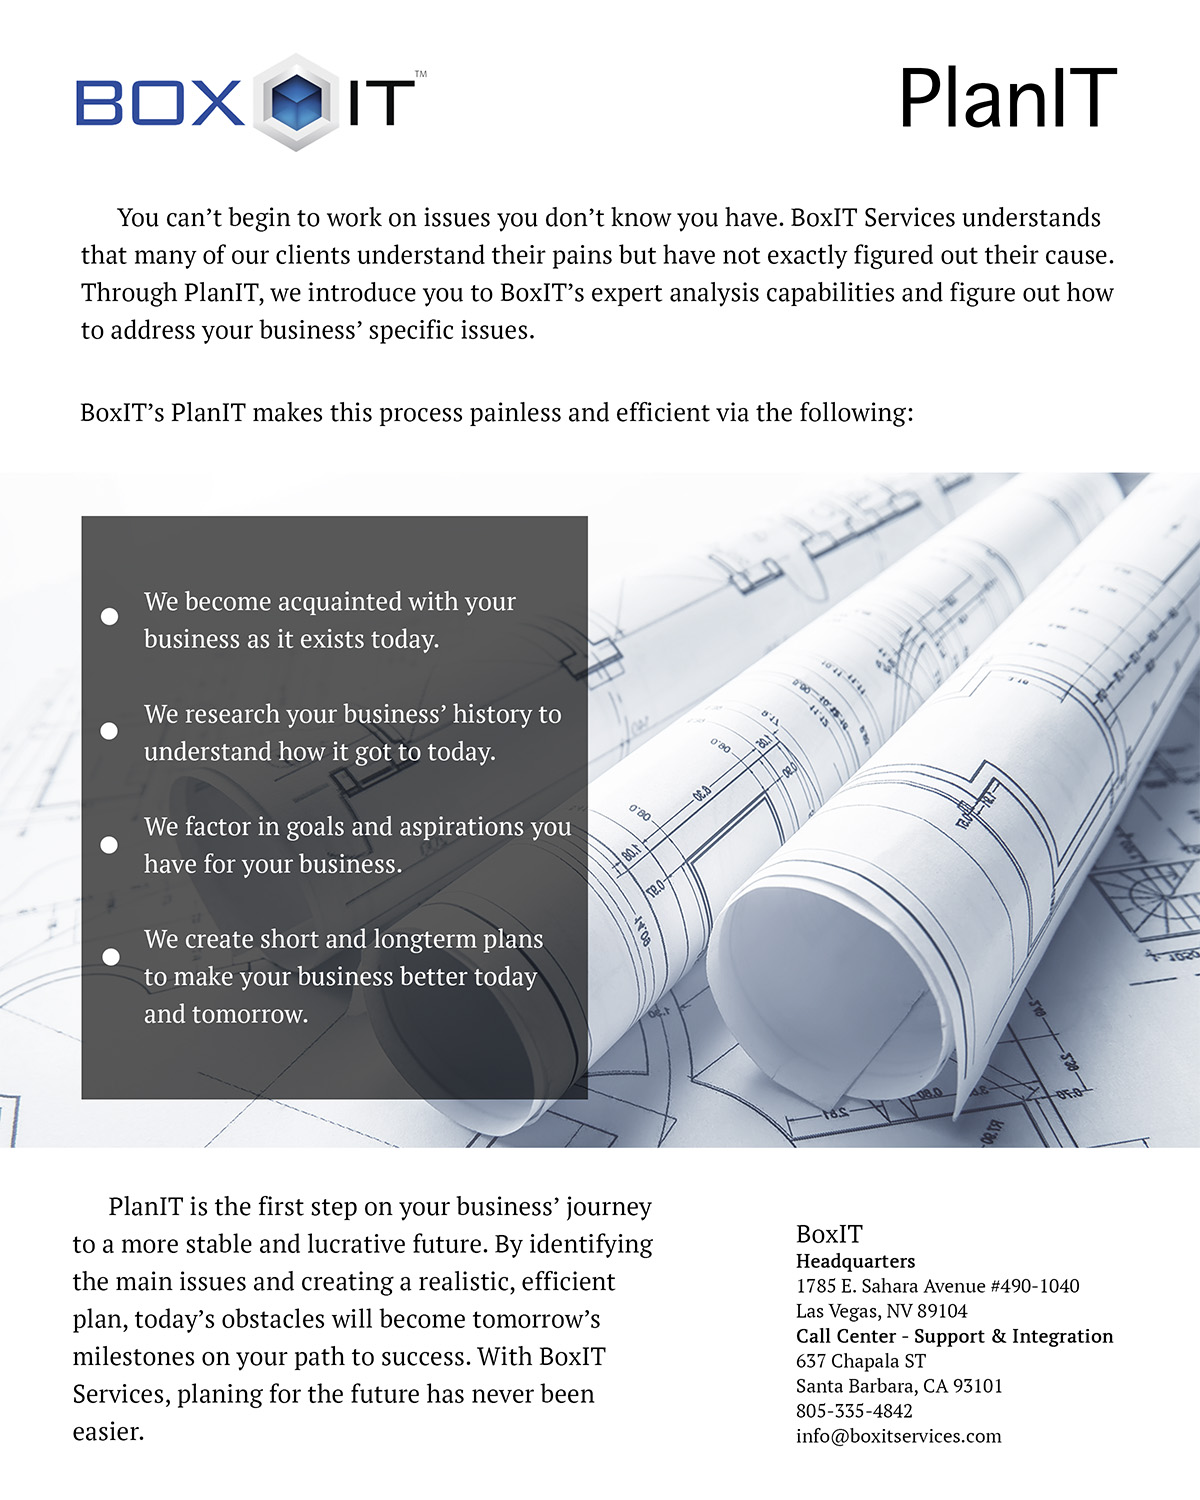 BOX IT™
PlanIT
You can’t begin to work on issues you don’t know you have. BoxIT Services understands
that many of our clients understand their pains but have not exactly figured out their cause.
Through PlanIT, we introduce you to BoxIT’s expert analysis capabilities and figure out how
to address your business’ specific issues.
BoxIT’s PlanIT makes this process painless and efficient via the following:
We become acquainted with your
business as it exists today.
We research your business’ history to
understand how it got to today.
We factor in goals and aspirations you
have for your business.
We create short and longterm plans
to make your business better today
and tomorrow.
PlanIT is the first step on your business’ journey
to a more stable and lucrative future. By identifying
the main issues and creating a realistic, efficient
plan, today’s obstacles will become tomorrow’s
milestones on your path to success. With BoxIT
Services, planing for the future has never been
easier.
BoxIT
Headquarters
1785 E. Sahara Avenue #490-1040
Las Vegas, NV 89104
Call Center - Support & Integration
637 Chapala ST
Santa Barbara, CA 93101
805-335-4842
info@boxitservices.com